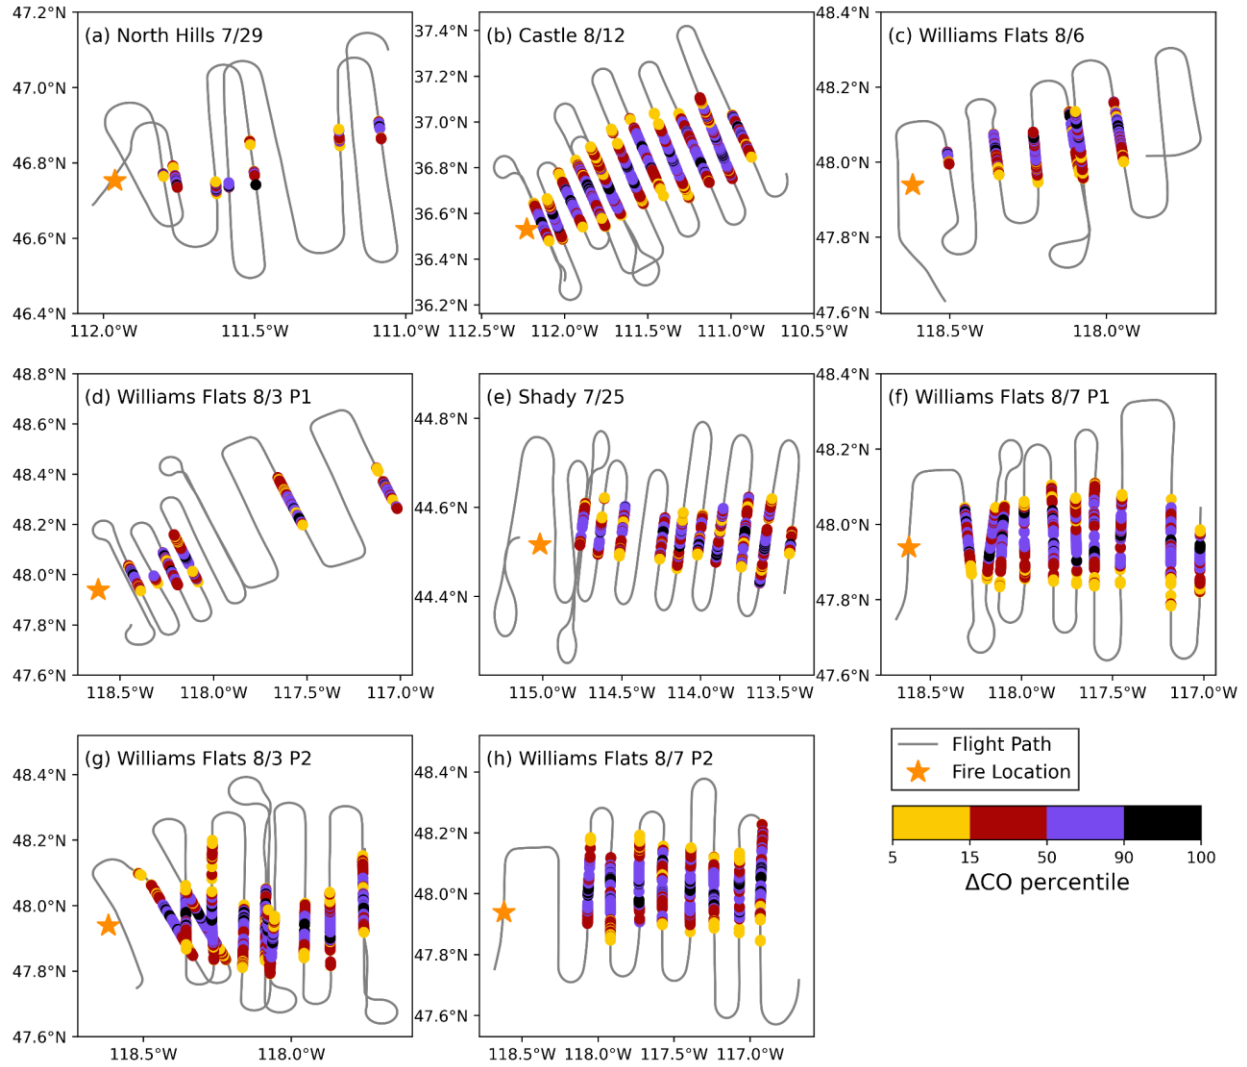 (a) North Hills 7/29
47.2°N
47.0°N
46.8°N
46.6°N
46.4°N
112.0°W 111.5°W 111.0°W
(b) Castle 8/12
37.4°N
37.2°N
37.0°N
36.8°N
36.6°N
36.4°N
36.2°N
112.5°W 112.0°W 111.5°W 111.0°W 110.5°W
(c) Williams Flats 8/6
48.4°N
48.2°N
48.0°N
47.8°N
47.6°N
118.5°W 118.0°W
(d) Williams Flats 8/3 P1
48.8°N
48.6°N
48.4°N
48.2°N
48.0°N
47.8°N
47.6°N
118.5°W 118.0°W 117.5°W 117.0°W
(e) Shady 7/25
44.8°N
44.6°N
44.4°N
115.0°W 114.5°W 114.0°W 113.5°W
(f) Williams Flats 8/7 P1
48.4°N
48.2°N
48.0°N
47.8°N
47.6°N
118.5°W 118.0°W 117.5°W 117.0°W
(g) Williams Flats 8/3 P2
48.4°N
48.2°N
48.0°N
47.8°N
47.6°N
118.5°W 118.0°W
(h) Williams Flats 8/7 P2
48.4°N
48.2°N
48.0°N
47.8°N
47.6°N
118.5°W 118.0°W 117.5°W 117.0°W
Flight Path
Fire Location
5 15 50 90 100
ΔCO percentile